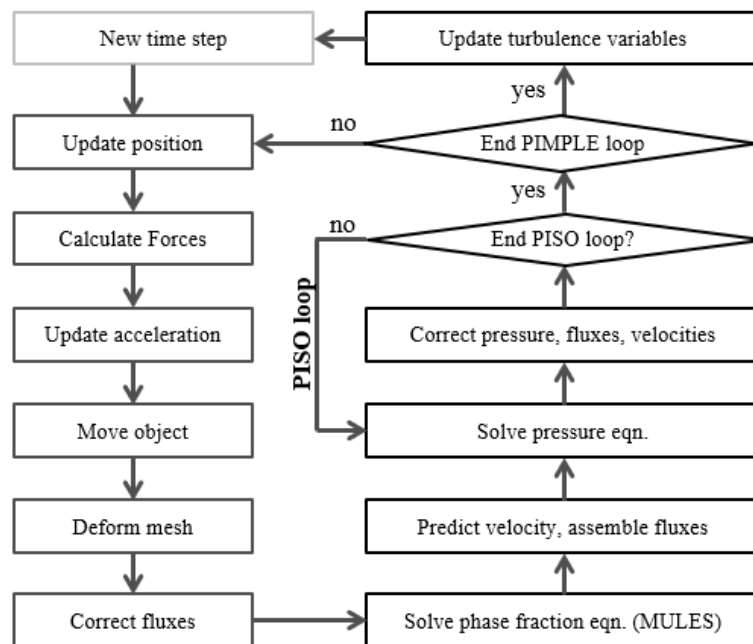 New time step
Update turbulence variables
yes
no
Update position
End PIMPLE loop
yes
Calculate Forces
no
End PISO loop?
PISO loop
Update acceleration
Correct pressure, fluxes, velocities
Move object
Solve pressure eqn.
Deform mesh
Predict velocity, assemble fluxes
Correct fluxes
Solve phase fraction eqn. (MULES)